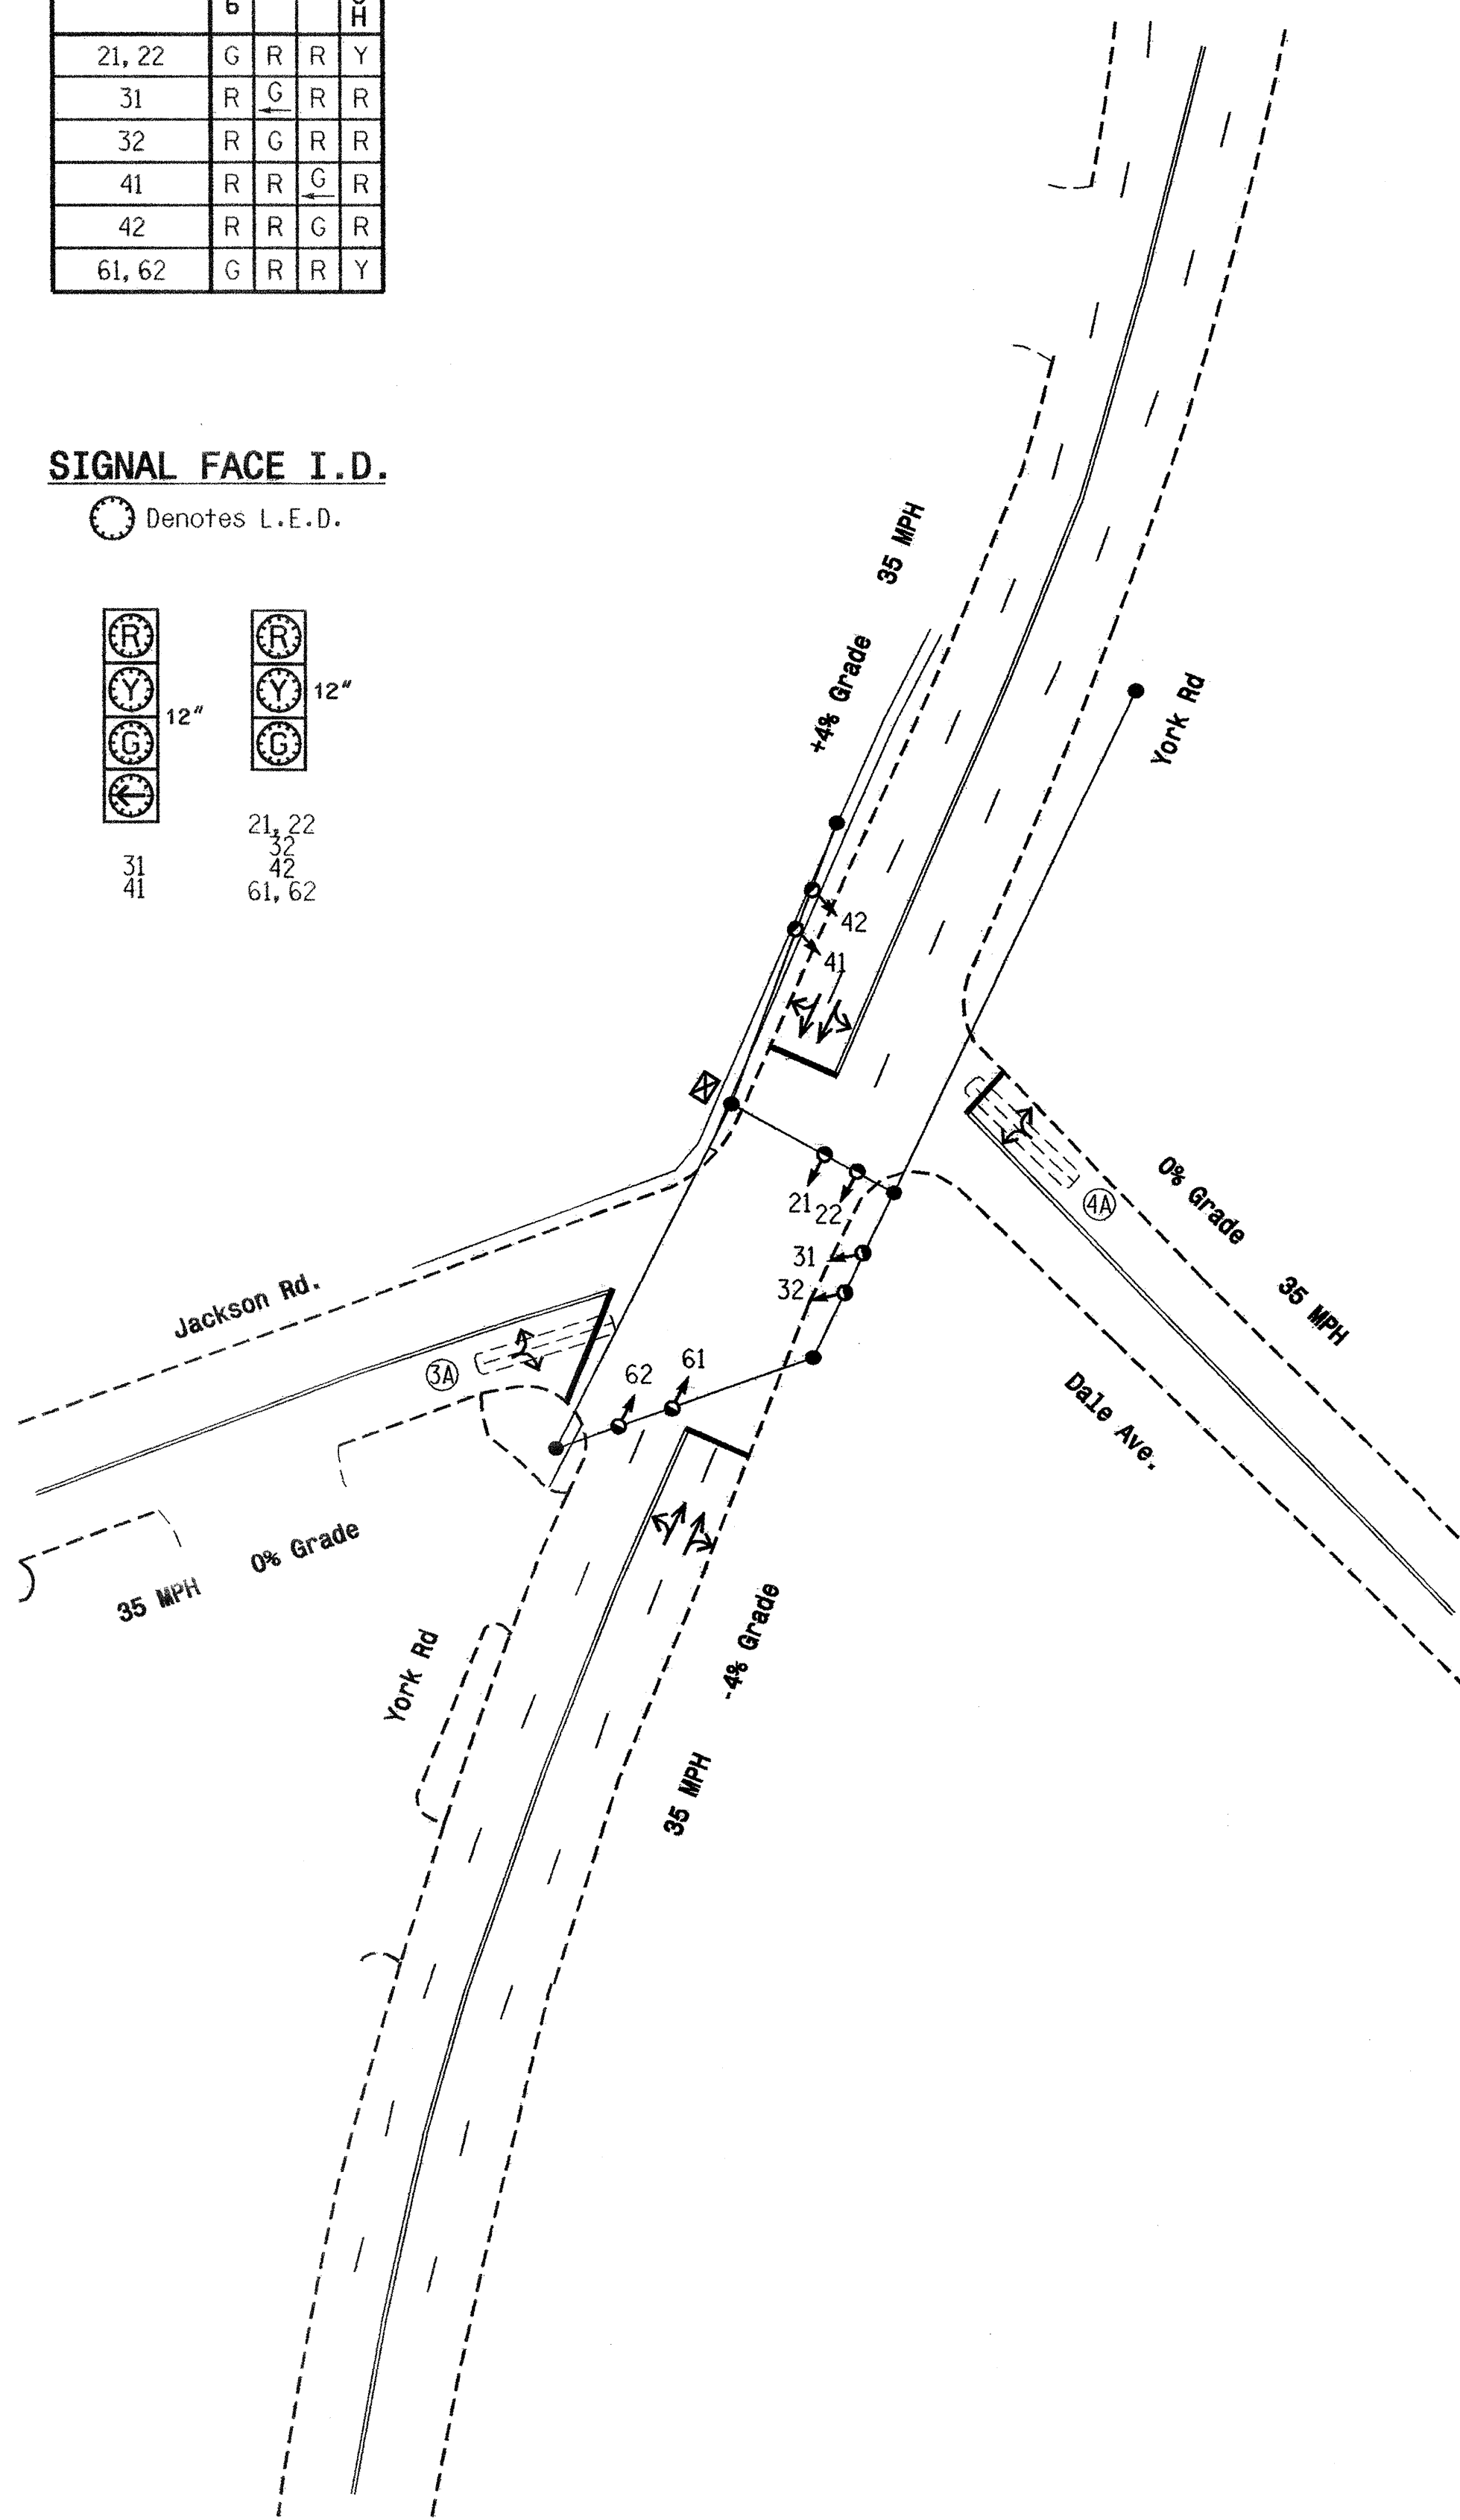 6
H
21, 22 G R R Y
31 R G R R
32 R G R R
41 R R G R
42 R R G R
61, 62 G R R Y
SIGNAL FACE I.D.
Denotes L.E.D.
R
Y
G
12"
31
41
R
Y
G
12"
21, 22
32
42
61, 62
35 MPH
+4% Grade
York Rd
42
41
21
22
31
32
4A
0% Grade
35 MPH
Dale Ave.
Jackson Rd.
3A
62
61
0% Grade
35 MPH
York Rd
-4% Grade
35 MPH